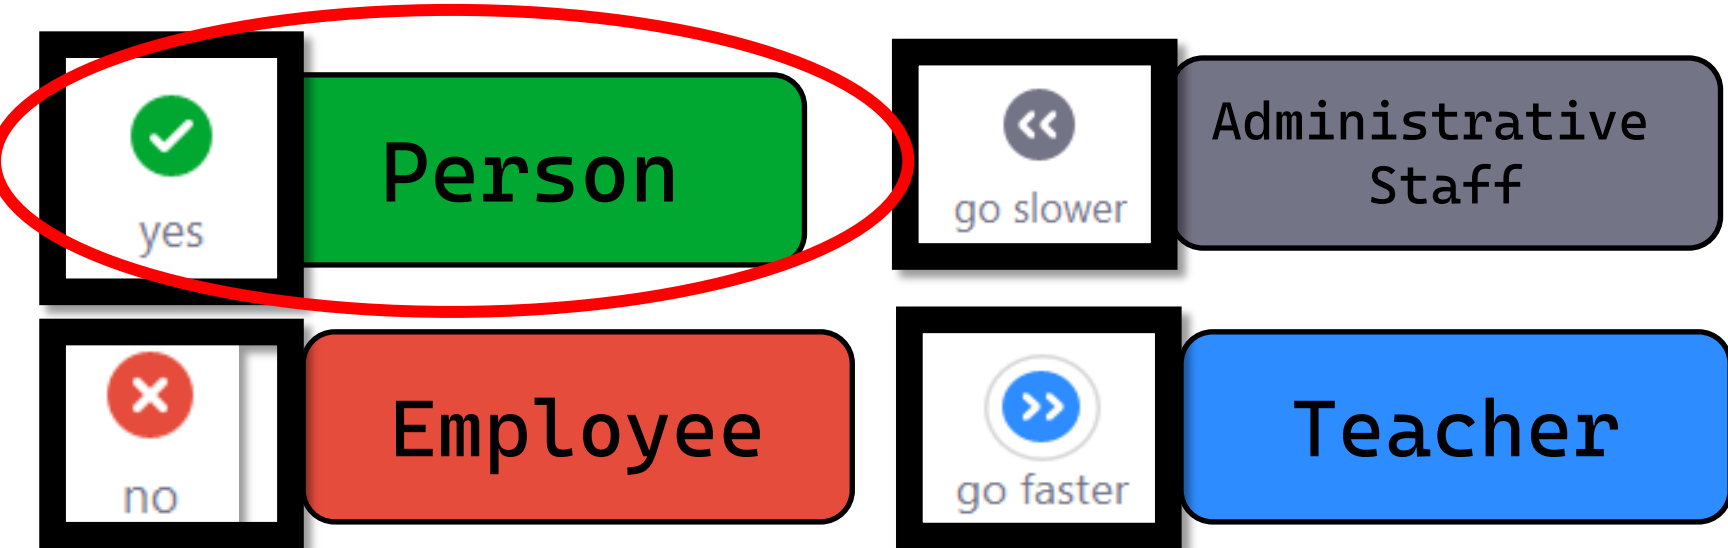 yes
Person
go slower
Administrative
Staff
no
Employee
go faster
Teacher